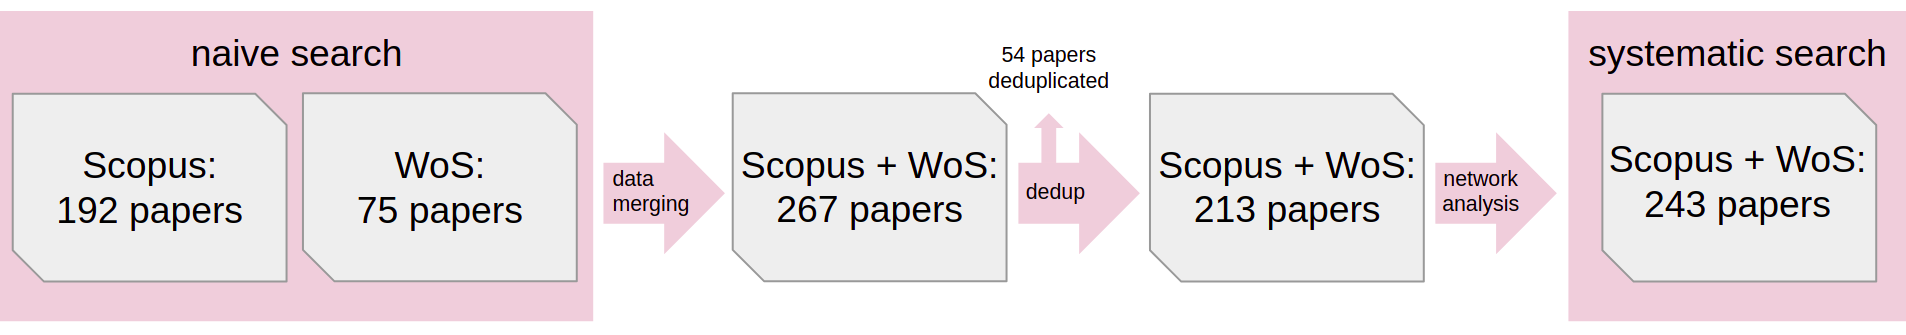 naive search
Scopus:
192 papers
WoS:
75 papers
data
merging
Scopus + WoS:
267 papers
54 papers
deduplicated
dedup
Scopus + WoS:
213 papers
network
analysis
systematic search
Scopus + WoS:
243 papers